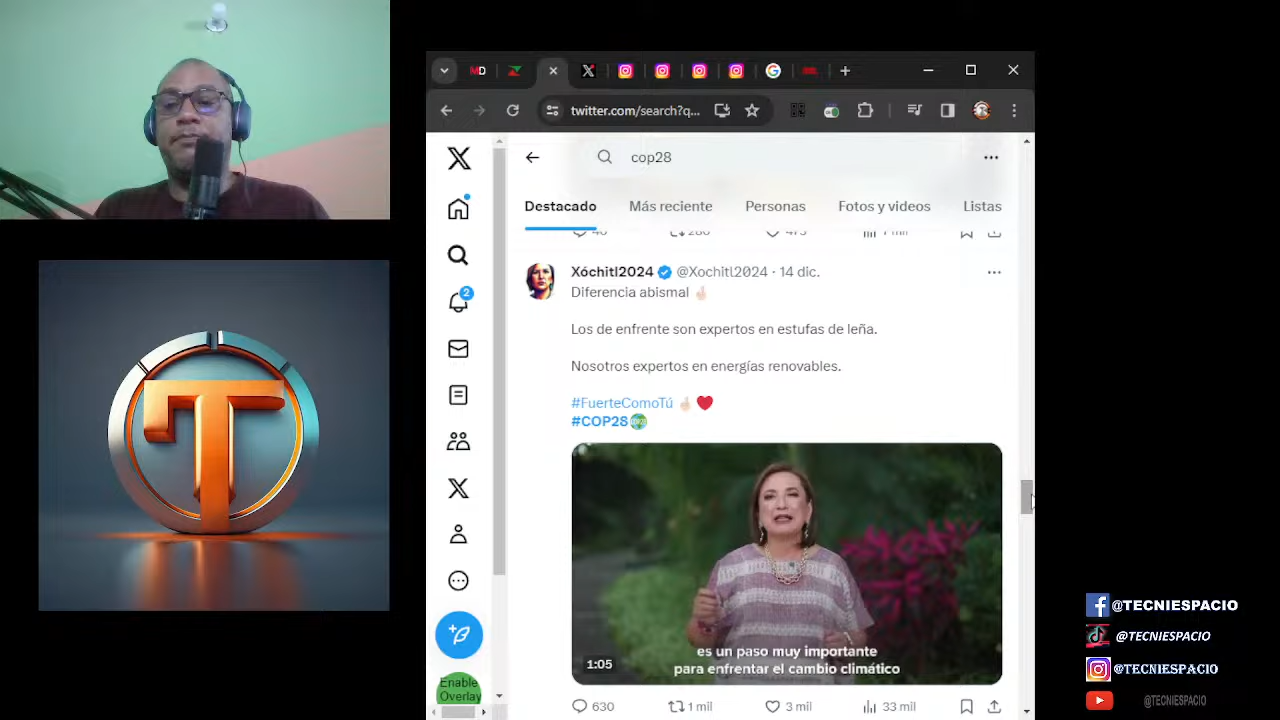 T
MD
twitter.com/search?q...
cop28
Destacado
Más reciente
Personas
Fotos y videos
Listas
Xóchitl2024 @Xochitl2024 · 14 dic.
Diferencia abismal
Los de enfrente son expertos en estufas de leña.
Nosotros expertos en energías renovables.
#FuerteComoTú
#COP28
2
es un paso muy importante
para enfrentar el cambio climático
1:05
630
1 mil
3 mil
33 mil
Enable
Overlay
@TECNIESPACIO
@TECNIESPACIO
@TECNIESPACIO
@TECNIESPACIO